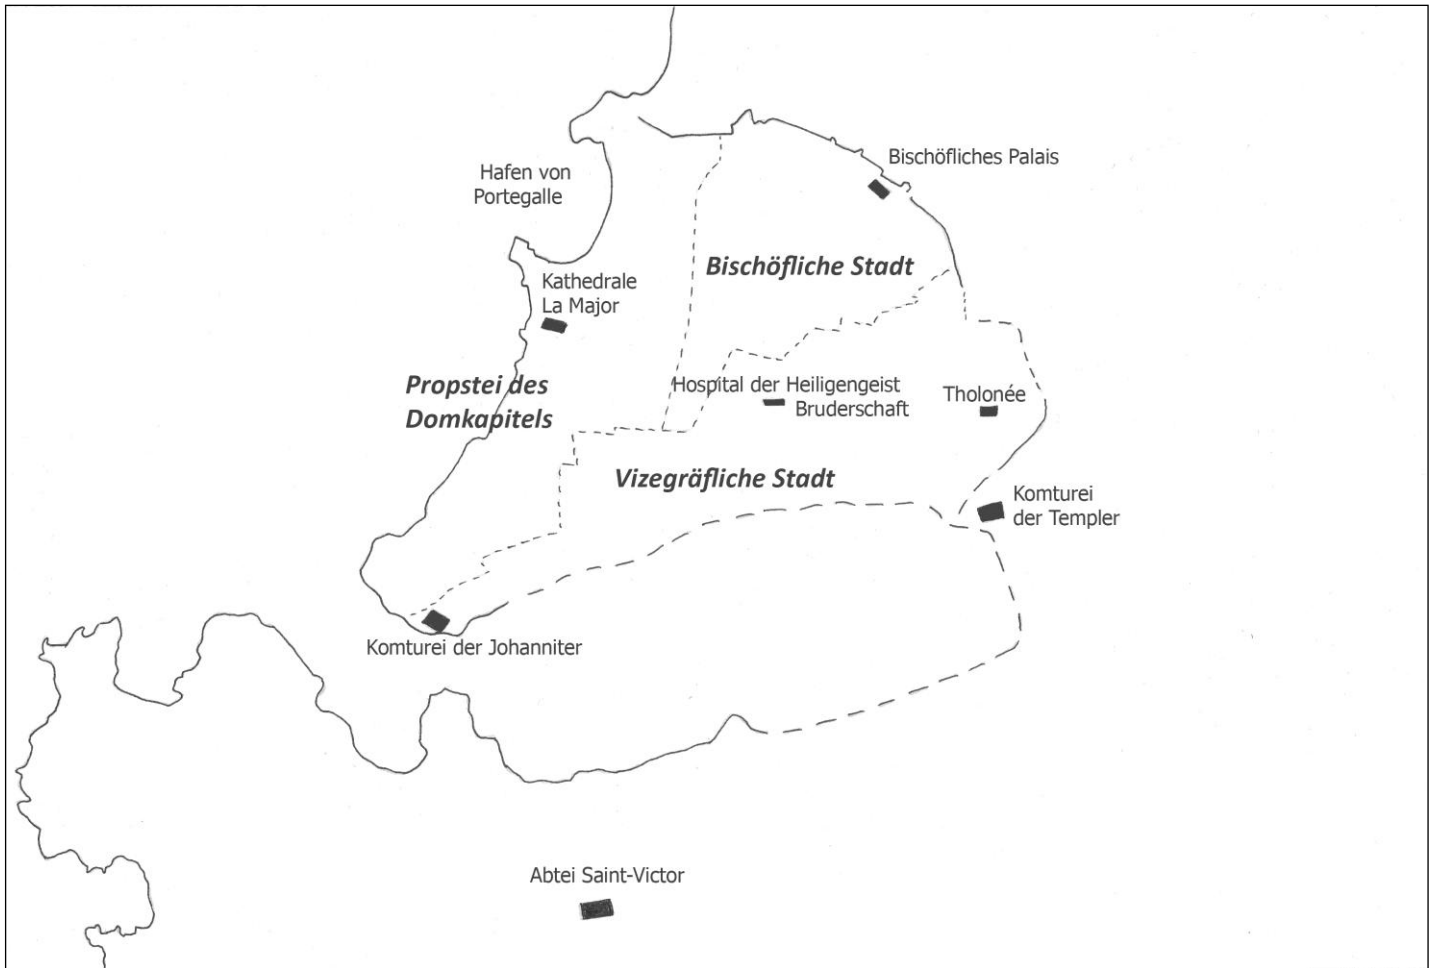 Bischöfliches Palais
Hafen von
Portegalle
Bischöfliche Stadt
Kathedrale
La Major
Propstei des
Domkapitels
Hospital der Heiligengeist
Bruderschaft
Tholonée
Vizegräfliche Stadt
Komturei
der Templer
Komturei der Johanniter
Abtei Saint-Victor